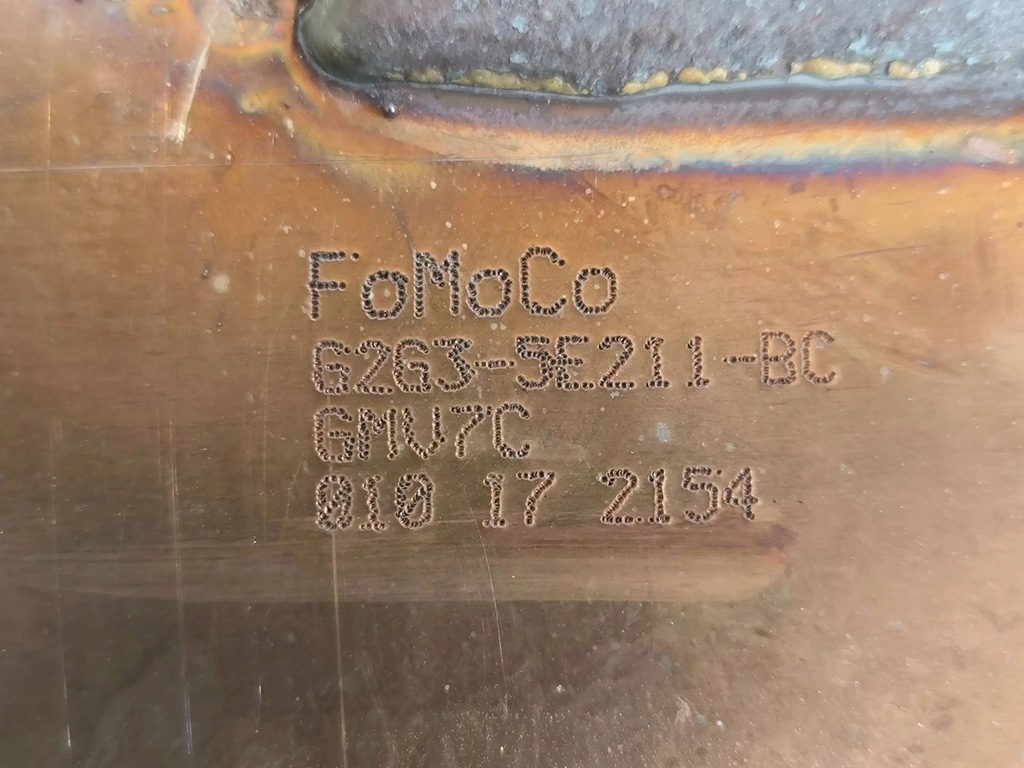 FoMoCo
G2G3-5E211-BC
GMV7C
010 17 2154